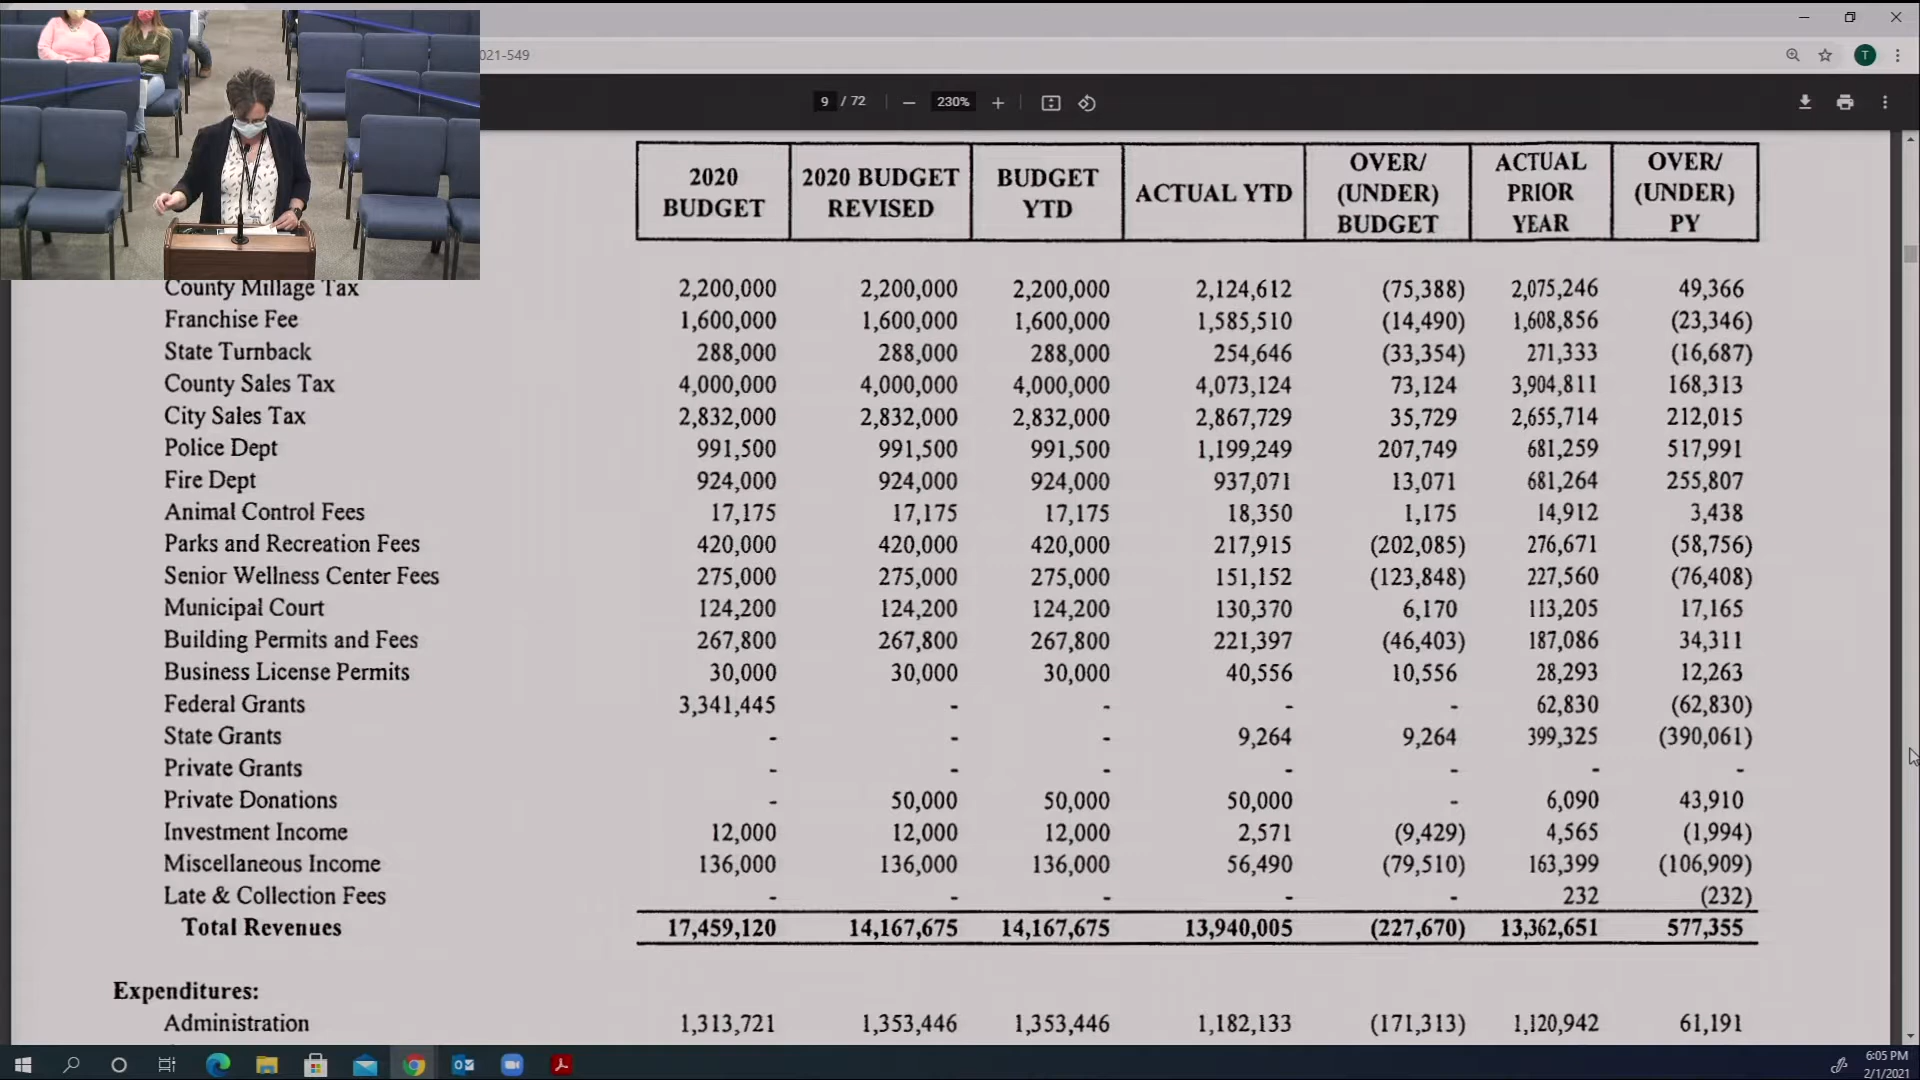 021-549
T
9 / 72 — 230% +
2020 BUDGET 2020 BUDGET REVISED BUDGET YTD ACTUAL YTD OVER/ (UNDER) BUDGET ACTUAL PRIOR YEAR OVER/ (UNDER) PY
County Millage Tax 2,200,000 2,200,000 2,200,000 2,124,612 (75,388) 2,075,246 49,366
Franchise Fee 1,600,000 1,600,000 1,600,000 1,585,510 (14,490) 1,608,856 (23,346)
State Turnback 288,000 288,000 288,000 254,646 (33,354) 271,333 (16,687)
County Sales Tax 4,000,000 4,000,000 4,000,000 4,073,124 73,124 3,904,811 168,313
City Sales Tax 2,832,000 2,832,000 2,832,000 2,867,729 35,729 2,655,714 212,015
Police Dept 991,500 991,500 991,500 1,199,249 207,749 681,259 517,991
Fire Dept 924,000 924,000 924,000 937,071 13,071 681,264 255,807
Animal Control Fees 17,175 17,175 17,175 18,350 1,175 14,912 3,438
Parks and Recreation Fees 420,000 420,000 420,000 217,915 (202,085) 276,671 (58,756)
Senior Wellness Center Fees 275,000 275,000 275,000 151,152 (123,848) 227,560 (76,408)
Municipal Court 124,200 124,200 124,200 130,370 6,170 113,205 17,165
Building Permits and Fees 267,800 267,800 267,800 221,397 (46,403) 187,086 34,311
Business License Permits 30,000 30,000 30,000 40,556 10,556 28,293 12,263
Federal Grants 3,341,445 - - - - 62,830 (62,830)
State Grants - - - 9,264 9,264 399,325 (390,061)
Private Grants - - - - - - -
Private Donations - 50,000 50,000 50,000 - 6,090 43,910
Investment Income 12,000 12,000 12,000 2,571 (9,429) 4,565 (1,994)
Miscellaneous Income 136,000 136,000 136,000 56,490 (79,510) 163,399 (106,909)
Late & Collection Fees - - - - - 232 (232)
Total Revenues 17,459,120 14,167,675 14,167,675 13,940,005 (227,670) 13,362,651 577,355
Expenditures:
Administration 1,313,721 1,353,446 1,353,446 1,182,133 (171,313) 1,120,942 61,191
6:05 PM
2/1/2021